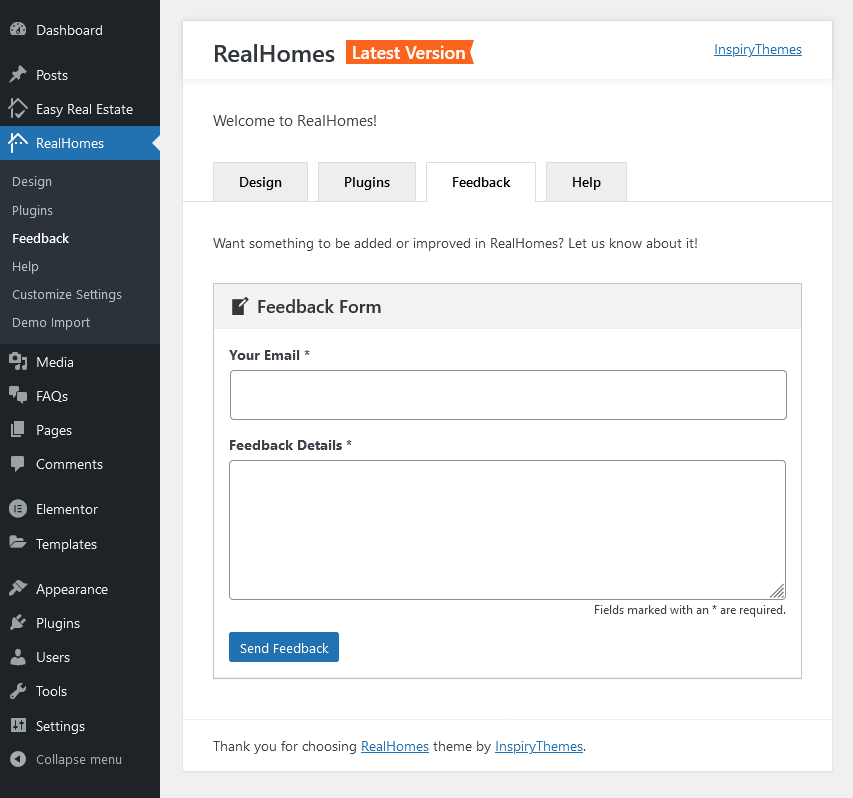 Dashboard
Posts
Easy Real Estate
RealHomes
Design
Plugins
Feedback
Help
Customize Settings
Demo Import
Media
FAQs
Pages
Comments
Elementor
Templates
Appearance
Plugins
Users
Tools
Settings
Collapse menu
RealHomes Latest Version InspiryThemes
Welcome to RealHomes!
Design Plugins Feedback Help
Want something to be added or improved in RealHomes? Let us know about it!
Feedback Form
Your Email *
Feedback Details *
Fields marked with an * are required.
Send Feedback
Thank you for choosing RealHomes theme by InspiryThemes.